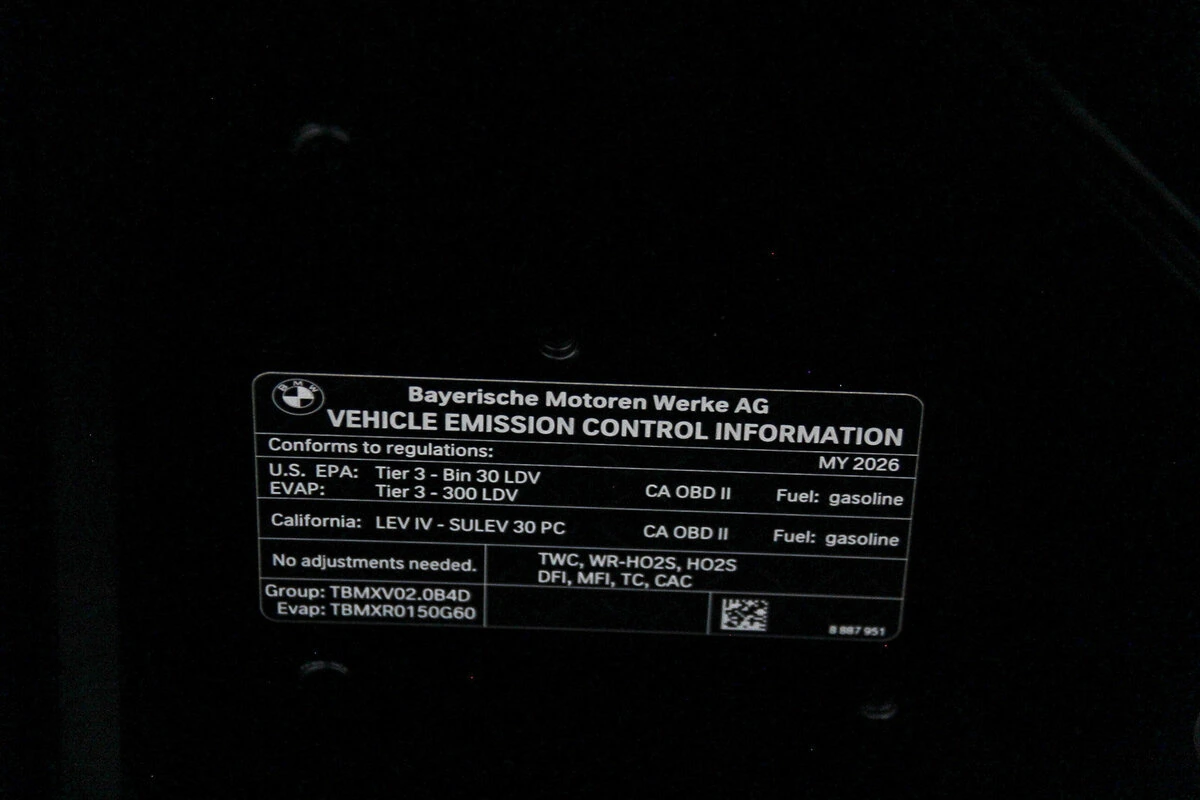 BMW
Bayerische Motoren Werke AG
VEHICLE EMISSION CONTROL INFORMATION
Conforms to regulations: MY 2026
U.S. EPA: Tier 3 - Bin 30 LDV
EVAP: Tier 3 - 300 LDV CA OBD II Fuel: gasoline
California: LEV IV - SULEV 30 PC CA OBD II Fuel: gasoline
No adjustments needed. TWC, WR-HO2S, HO2S
DFI, MFI, TC, CAC
Group: TBMXV02.0B4D
Evap: TBMXR0150G60
8 887 951